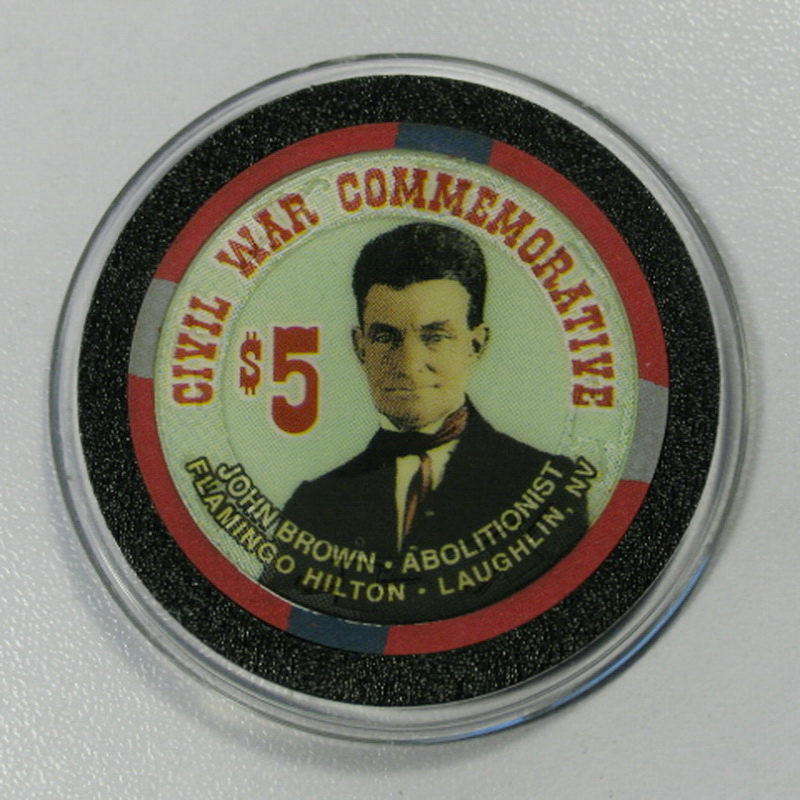 CIVIL WAR COMMEMORATIVE
$5
JOHN BROWN · ABOLITIONIST
FLAMINGO HILTON · LAUGHLIN, NV